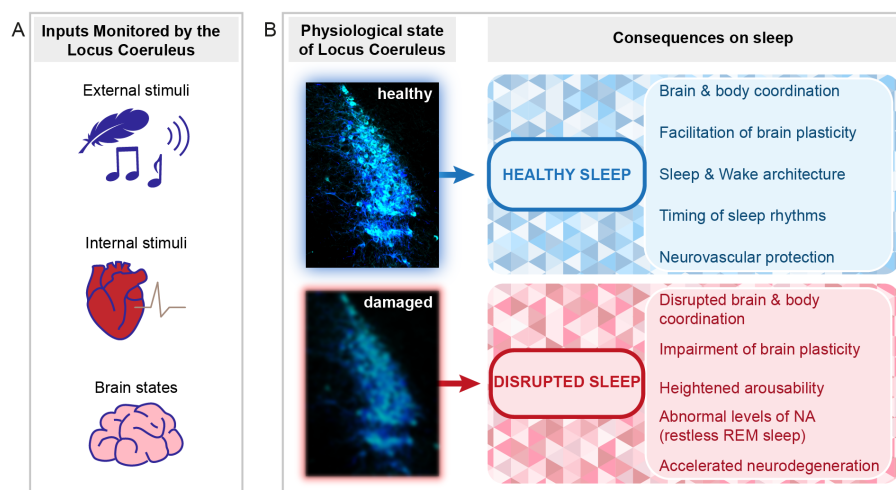 A
Inputs Monitored by the
Locus Coeruleus
External stimuli
Internal stimuli
Brain states
B
Physiological state
of Locus Coeruleus
Consequences on sleep
healthy
HEALTHY SLEEP
Brain & body coordination
Facilitation of brain plasticity
Sleep & Wake architecture
Timing of sleep rhythms
Neurovascular protection
damaged
DISRUPTED SLEEP
Disrupted brain & body
coordination
Impairment of brain plasticity
Heightened arousability
Abnormal levels of NA
(restless REM sleep)
Accelerated neurodegeneration